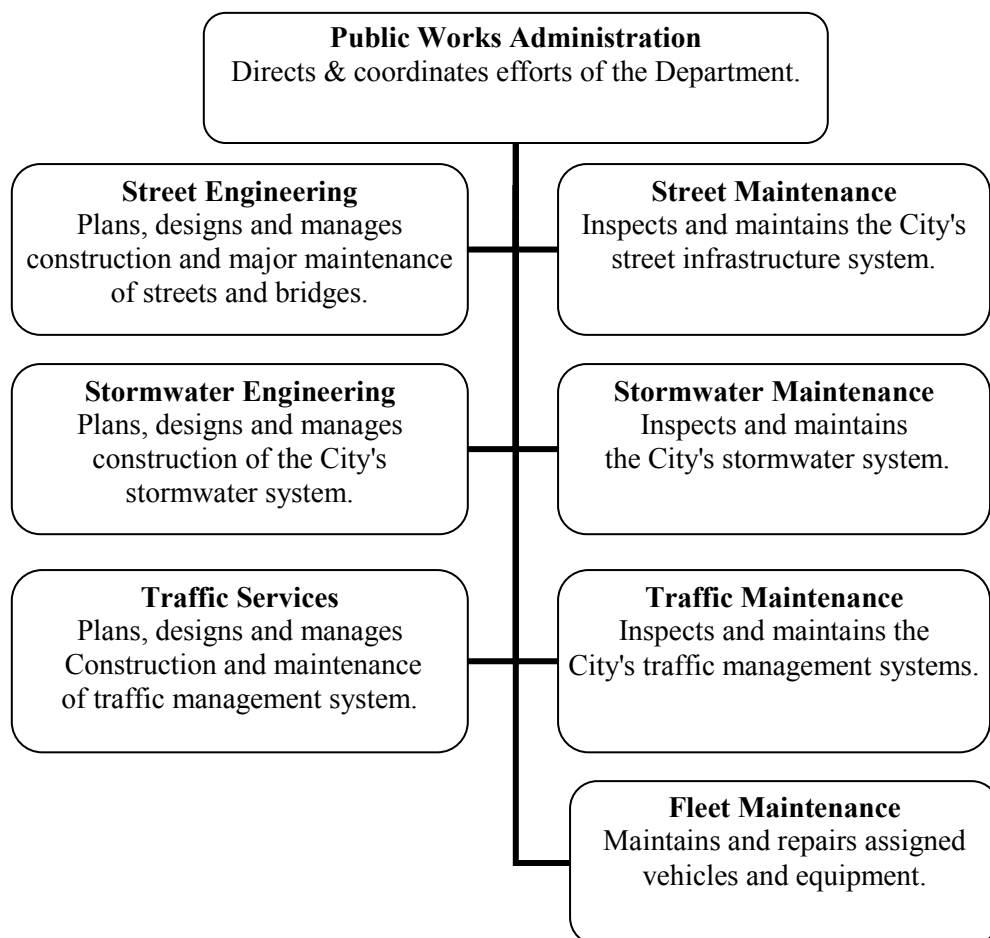 Public Works Administration
Directs & coordinates efforts of the Department.
Street Engineering
Plans, designs and manages
construction and major maintenance
of streets and bridges.
Street Maintenance
Inspects and maintains the City's
street infrastructure system.
Stormwater Engineering
Plans, designs and manages
construction of the City's
stormwater system.
Stormwater Maintenance
Inspects and maintains
the City's stormwater system.
Traffic Services
Plans, designs and manages
Construction and maintenance
of traffic management system.
Traffic Maintenance
Inspects and maintains the
City's traffic management systems.
Fleet Maintenance
Maintains and repairs assigned
vehicles and equipment.